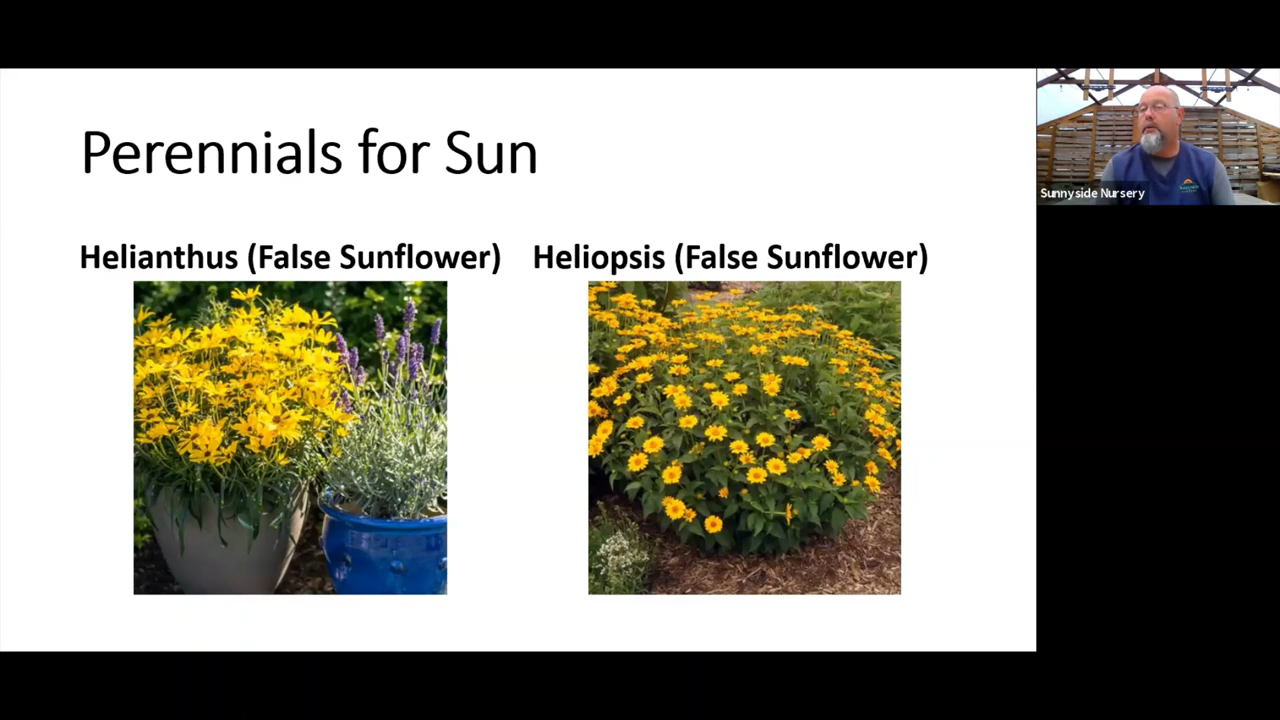 Perennials for Sun
Helianthus (False Sunflower)
Heliopsis (False Sunflower)
Sunnyside Nursery